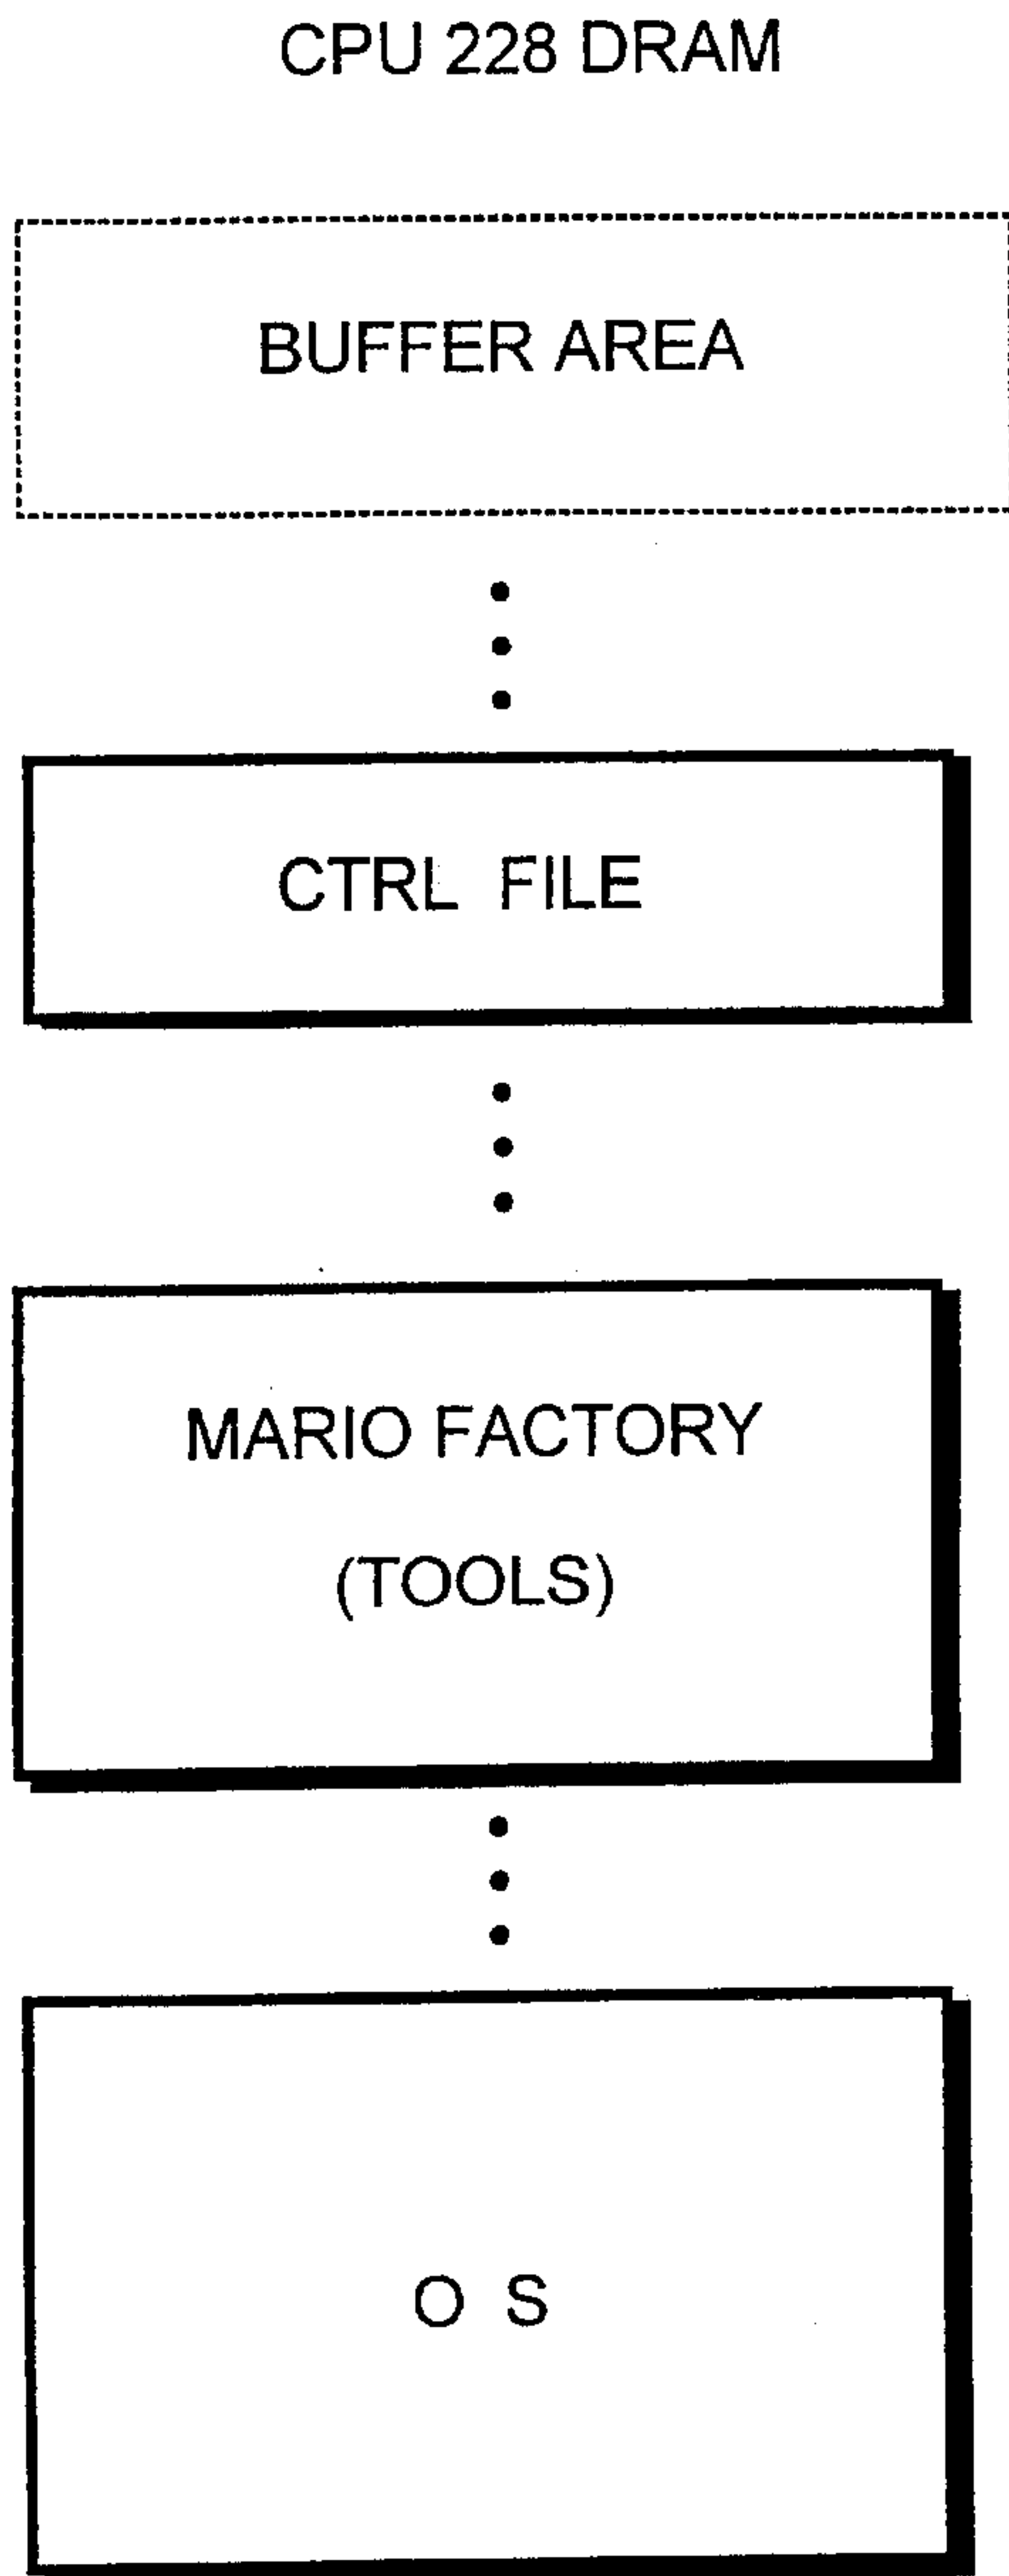 CPU 228 DRAM
BUFFER AREA
CTRL FILE
MARIO FACTORY
(TOOLS)
O S